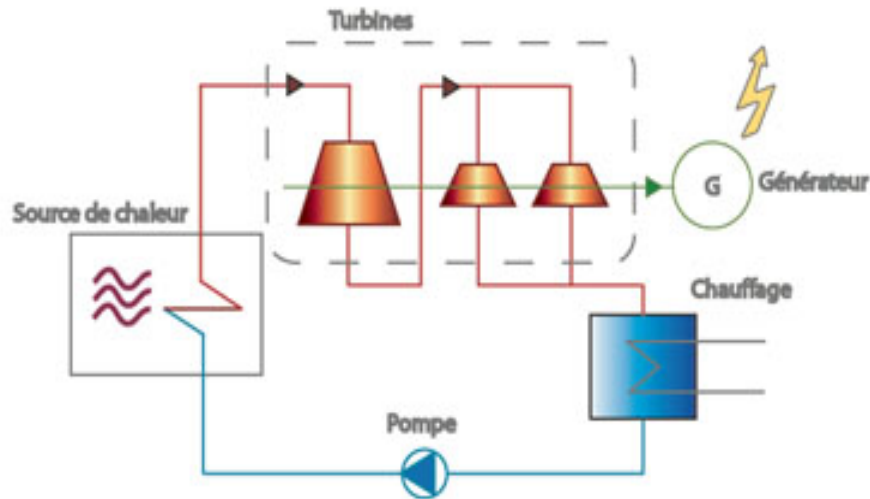 Turbines
G
Générateur
Source de chaleur
Chauffage
Pompe